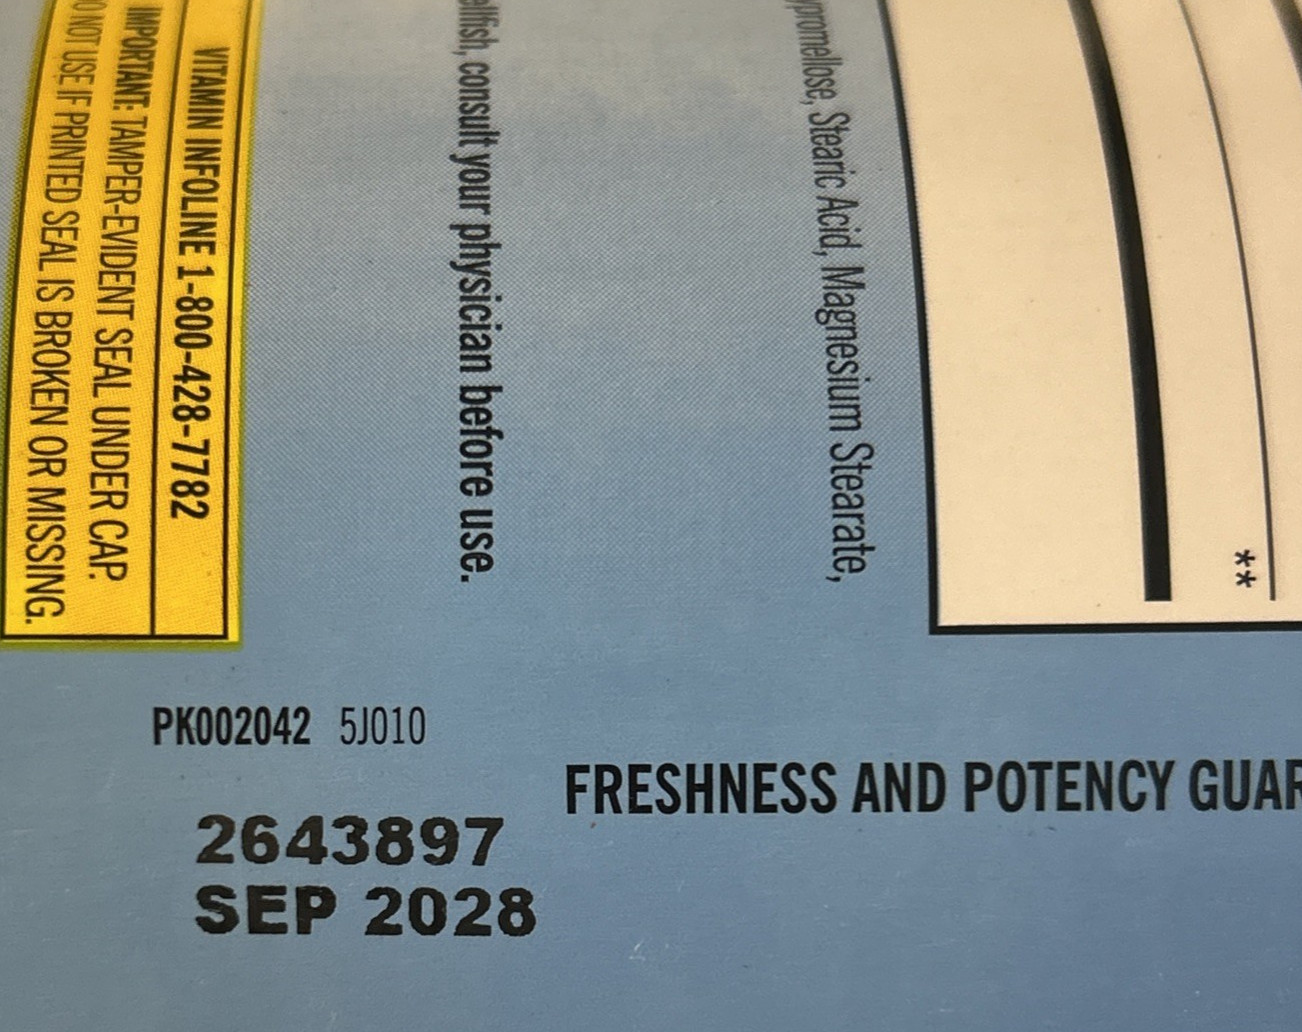 VITAMIN INFOLINE 1-800-428-7782
IMPORTANT: TAMPER-EVIDENT SEAL UNDER CAP.
NOT USE IF PRINTED SEAL IS BROKEN OR MISSING.
consult your physician before use.
Stearic Acid, Magnesium Stearate,
**
PK002042 5J010
FRESHNESS AND POTENCY
2643897
SEP 2028